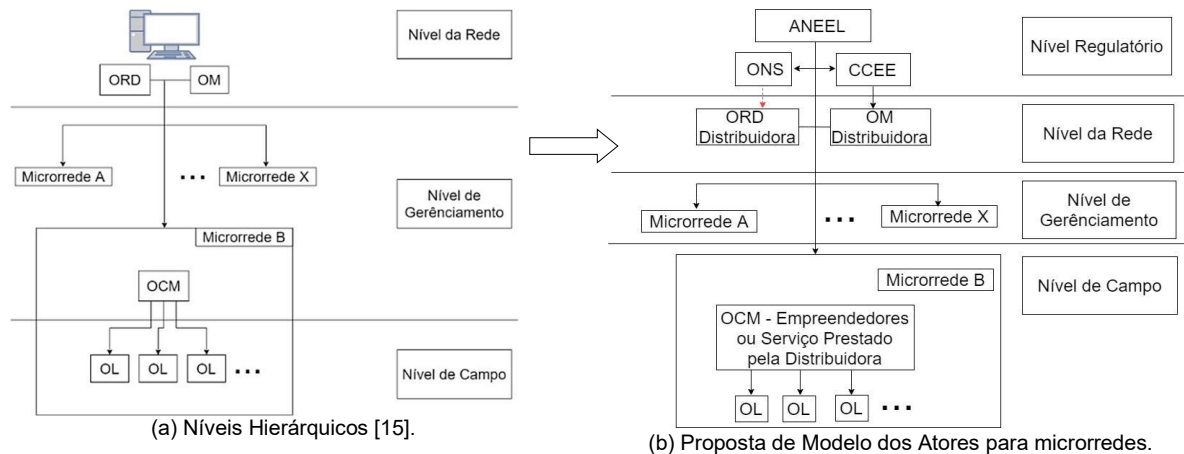 Nível da Rede
ORD
OM
Microrrede A
...
Microrrede X
Nível de
Gerênciamento
Microrrede B
OCM
OL
OL
OL
...
Nível de Campo
(a) Níveis Hierárquicos [15].
ANEEL
Nível Regulatório
ONS
CCEE
ORD
Distribuidora
OM
Distribuidora
Nível da Rede
Microrrede A
...
Microrrede X
Nível de
Gerênciamento
Microrrede B
Nível de Campo
OCM - Empreendedores
ou Serviço Prestado
pela Distribuidora
OL
OL
OL
...
(b) Proposta de Modelo dos Atores para microrredes.